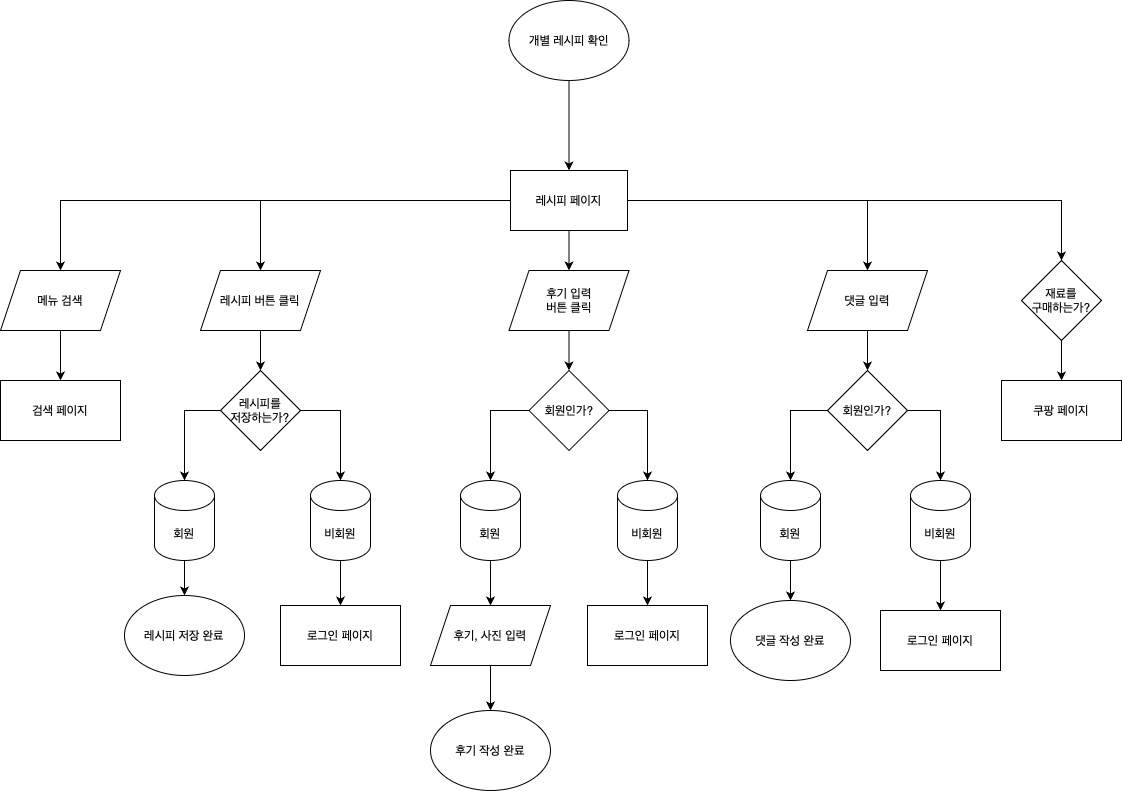 개별 레시피 확인
레시피 페이지
메뉴 검색
레시피 버튼 클릭
후기 입력
버튼 클릭
댓글 입력
재료를
구매하는가?
검색 페이지
레시피를
저장하는가?
회원인가?
회원인가?
쿠팡 페이지
회원
비회원
회원
비회원
회원
비회원
레시피 저장 완료
로그인 페이지
후기, 사진 입력
로그인 페이지
댓글 작성 완료
로그인 페이지
후기 작성 완료